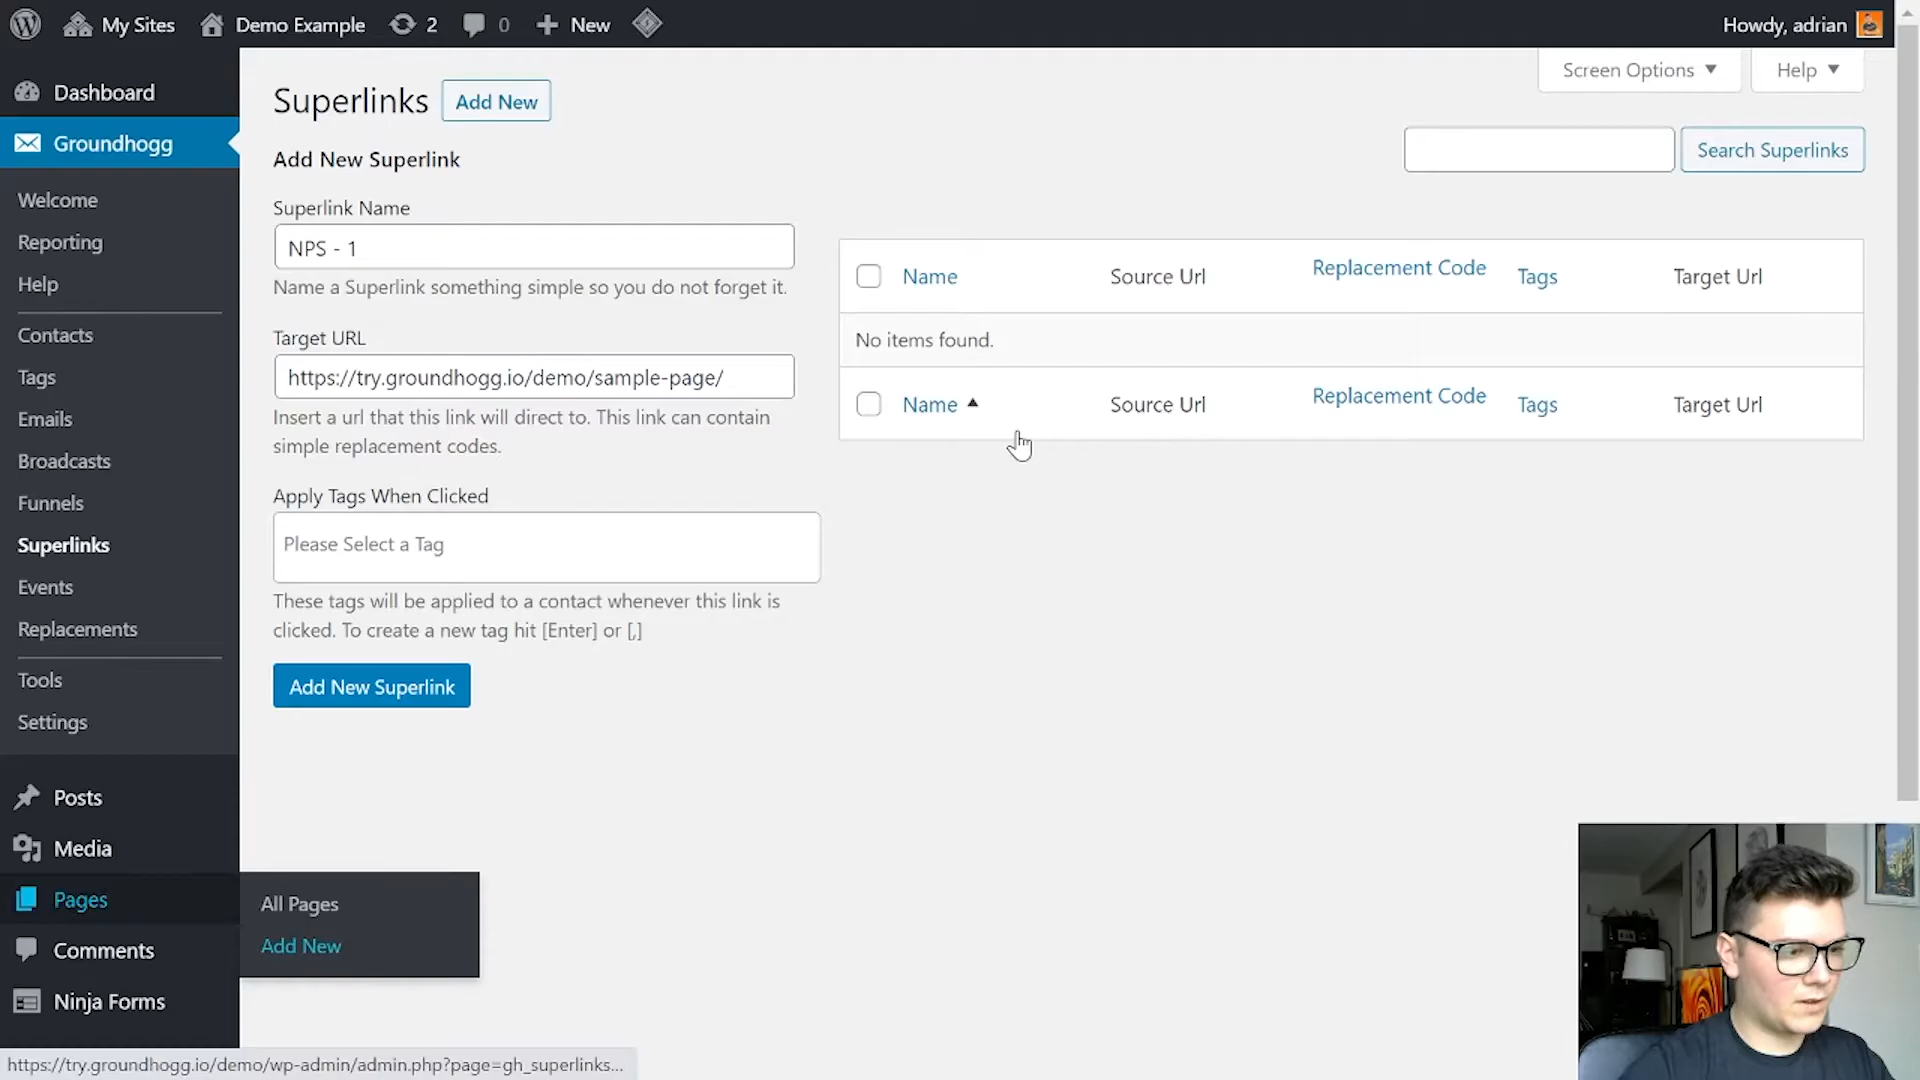 My Sites
Demo Example
2
0
New
Howdy, adrian
Dashboard
Groundhogg
Welcome
Reporting
Help
Contacts
Tags
Emails
Broadcasts
Funnels
Superlinks
Events
Replacements
Tools
Settings
Posts
Media
Pages
All Pages
Add New
Comments
Ninja Forms
Screen Options
Help
Superlinks
Add New
Search Superlinks
Add New Superlink
Superlink Name
NPS - 1
Name a Superlink something simple so you do not forget it.
Target URL
https://try.groundhogg.io/demo/sample-page/
Insert a url that this link will direct to. This link can contain
simple replacement codes.
Apply Tags When Clicked
Please Select a Tag
These tags will be applied to a contact whenever this link is
clicked. To create a new tag hit [Enter] or [,]
Add New Superlink
Name Source Url Replacement Code Tags Target Url
No items found.
Name Source Url Replacement Code Tags Target Url
https://try.groundhogg.io/demo/wp-admin/admin.php?page=gh_superlinks...